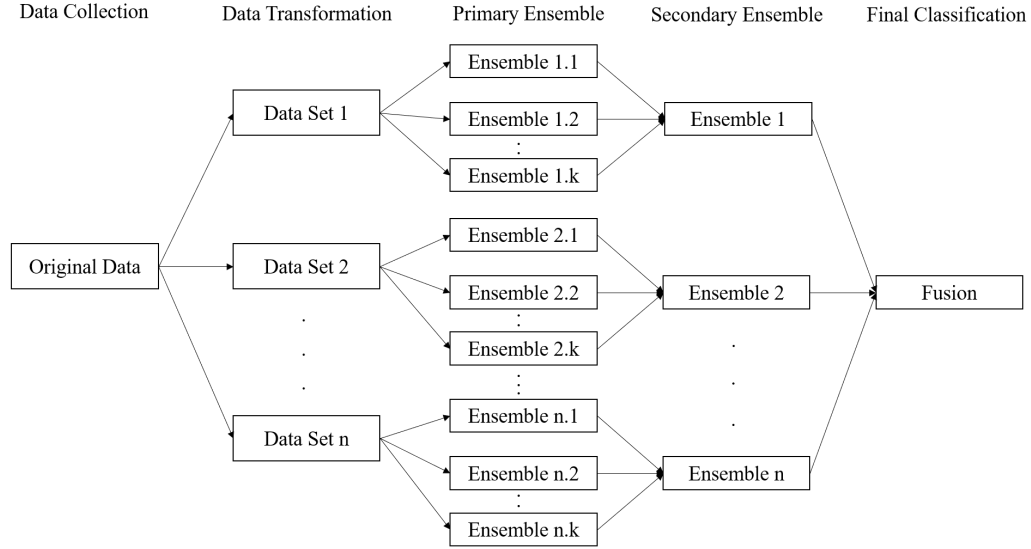 Data Collection
Data Transformation
Primary Ensemble
Secondary Ensemble
Final Classification
Original Data
Data Set 1
Data Set 2
.
.
.
Data Set n
Ensemble 1.1
Ensemble 1.2
:
Ensemble 1.k
Ensemble 2.1
Ensemble 2.2
:
Ensemble 2.k
:
:
Ensemble n.1
Ensemble n.2
:
Ensemble n.k
Ensemble 1
Ensemble 2
.
.
.
Ensemble n
Fusion